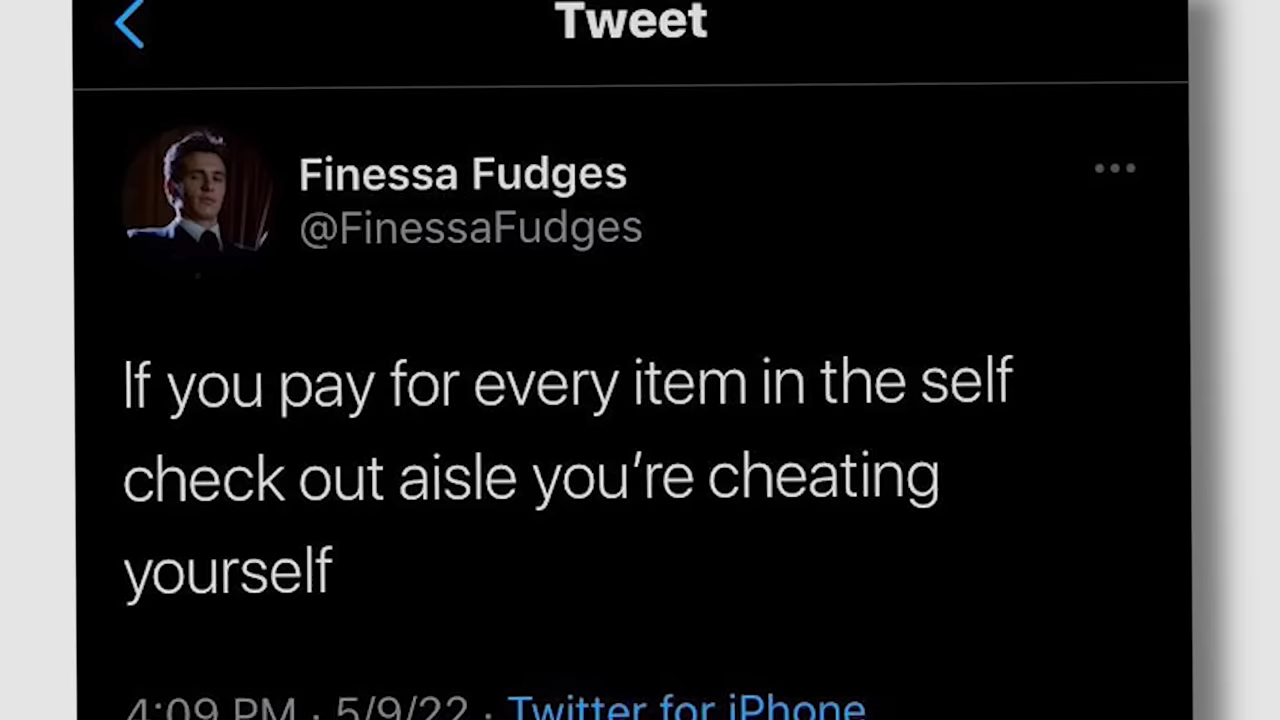 Tweet
Finessa Fudges
@FinessaFudges
If you pay for every item in the self
check out aisle you're cheating
yourself
4:09 PM · 5/9/22 · Twitter for iPhone